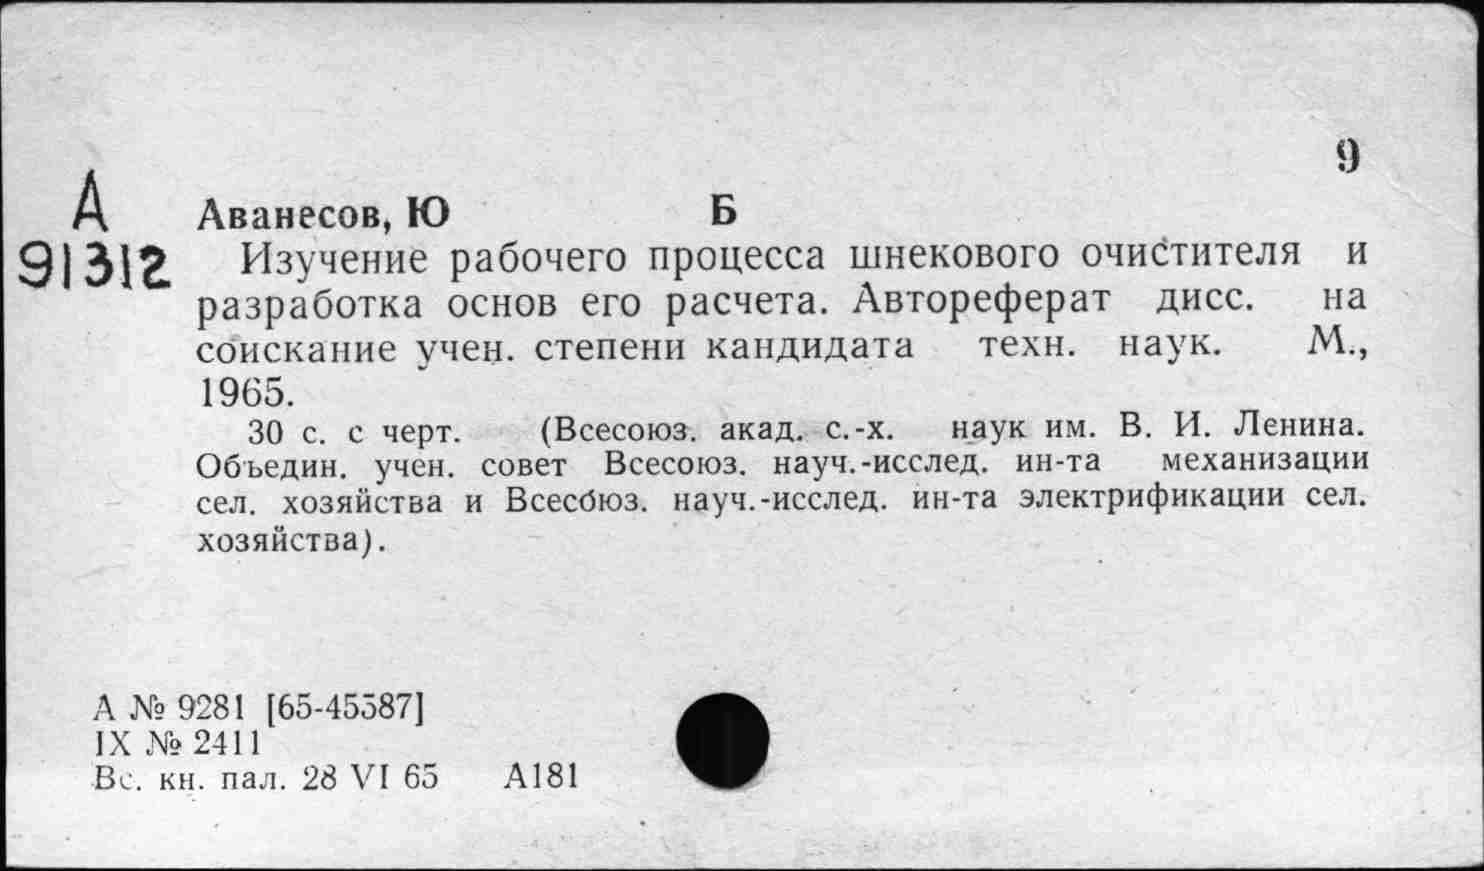 9
А
91312
Аванесов, Ю Б
Изучение рабочего процесса шнекового очистителя и
разработка основ его расчета. Автореферат дисс. на
соискание учен. степени кандидата техн. наук. М.,
1965.
30 с. с черт. (Всесоюз. акад. с.-х. наук им. В. И. Ленина.
Объедин. учен. совет Всесоюз. науч.-исслед. ин-та механизации
сел. хозяйства и Всесоюз. науч.-исслед. ин-та электрификации сел.
хозяйства).
А № 9281 [65-45587]
IX № 2411
Вс. кн. пал. 28 VI 65 А181